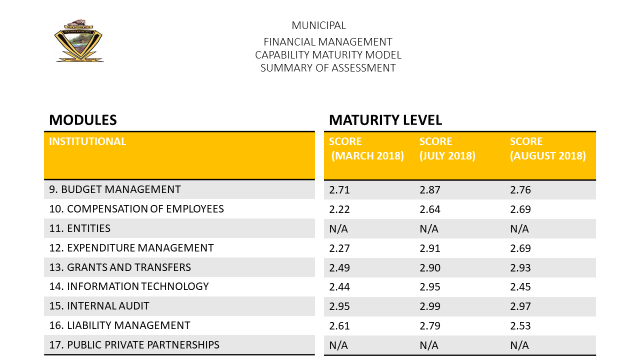 MUNICIPAL
FINANCIAL MANAGEMENT
CAPABILITY MATURITY MODEL
SUMMARY OF ASSESSMENT
MODULES MATURITY LEVEL
INSTITUTIONAL SCORE (MARCH 2018) SCORE (JULY 2018) SCORE (AUGUST 2018)
9. BUDGET MANAGEMENT 2.71 2.87 2.76
10. COMPENSATION OF EMPLOYEES 2.22 2.64 2.69
11. ENTITIES N/A N/A N/A
12. EXPENDITURE MANAGEMENT 2.27 2.91 2.69
13. GRANTS AND TRANSFERS 2.49 2.90 2.93
14. INFORMATION TECHNOLOGY 2.44 2.95 2.45
15. INTERNAL AUDIT 2.95 2.99 2.97
16. LIABILITY MANAGEMENT 2.61 2.79 2.53
17. PUBLIC PRIVATE PARTNERSHIPS N/A N/A N/A